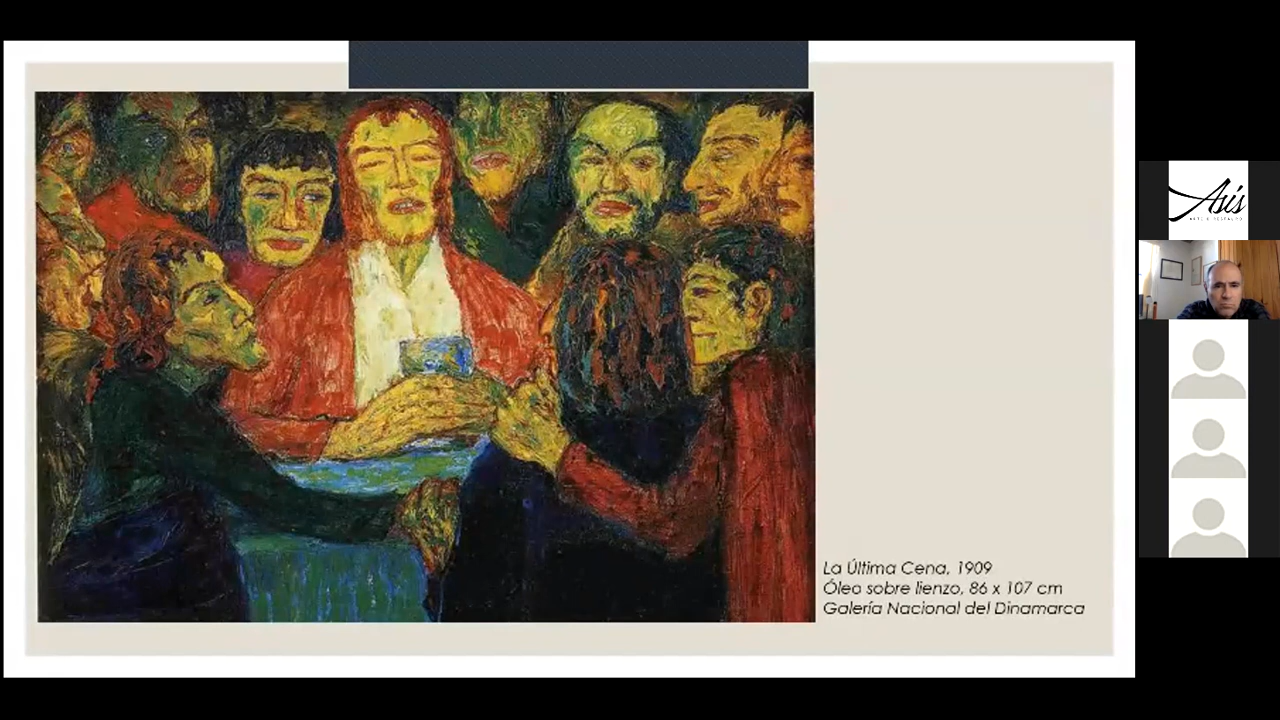 La Última Cena, 1909
Óleo sobre lienzo, 86 x 107 cm
Galería Nacional del Dinamarca
Asís